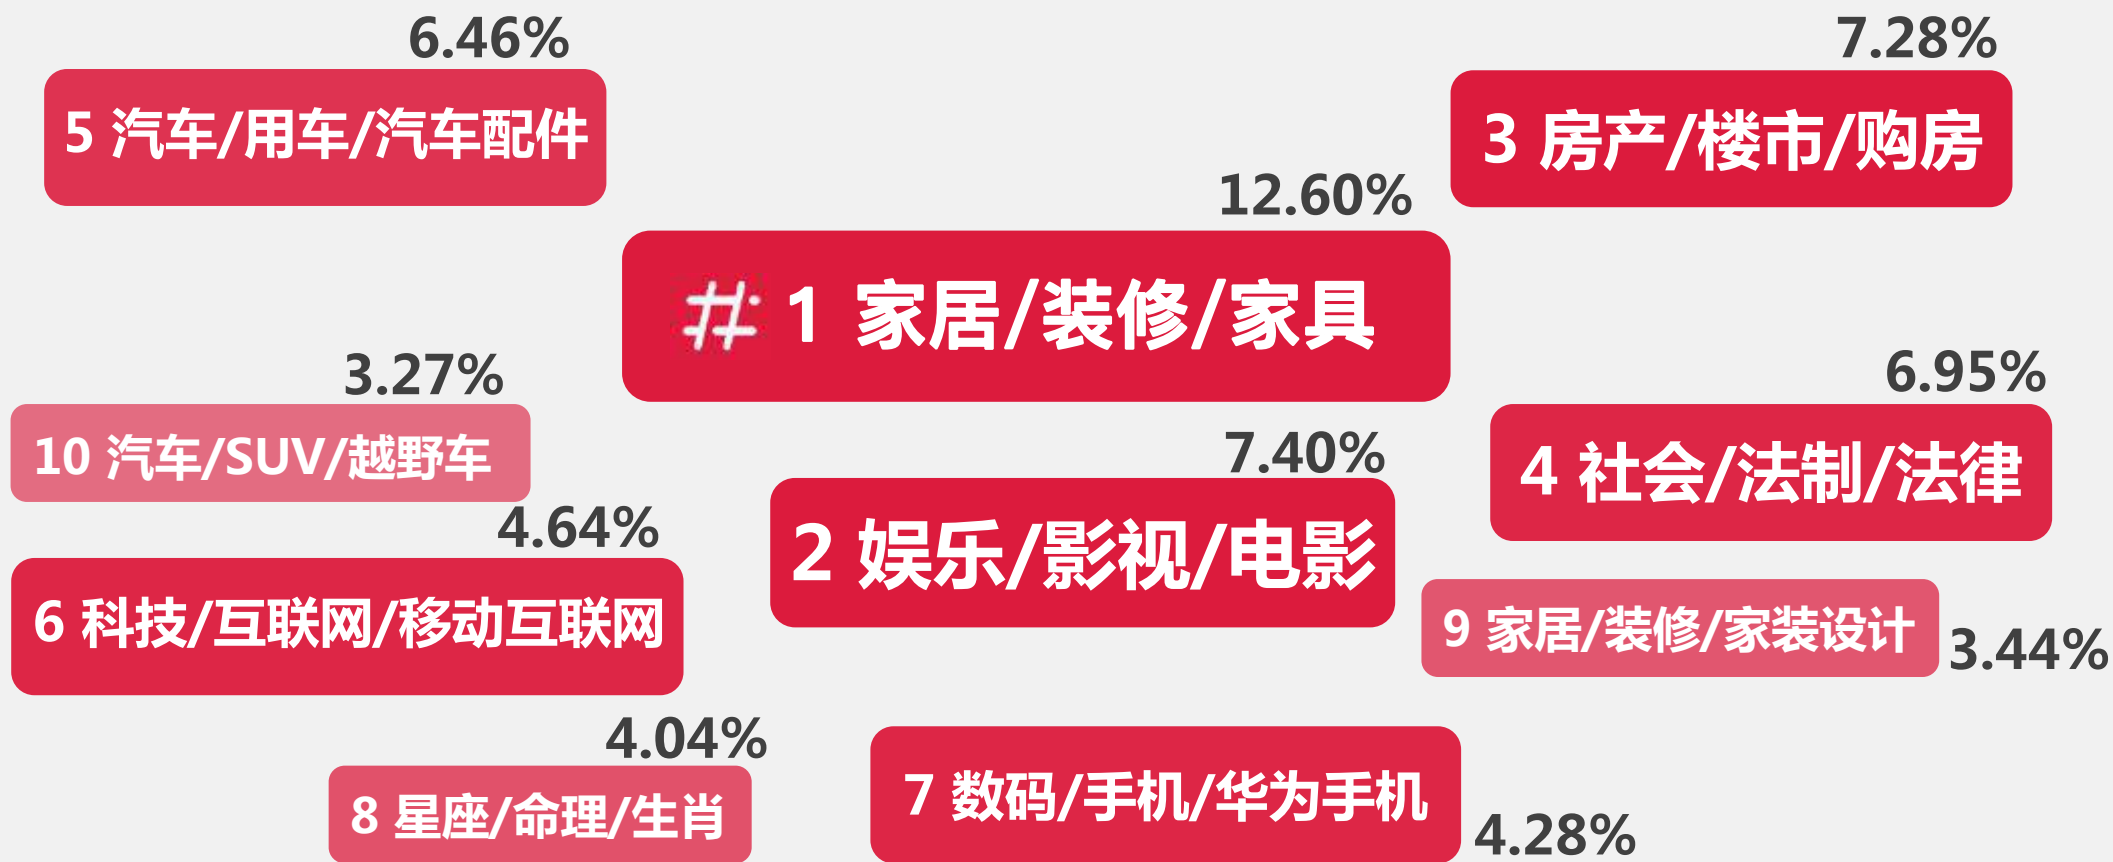 6.46%
5 汽车/用车/汽车配件
7.28%
3 房产/楼市/购房
12.60%
# 1 家居/装修/家具
3.27%
10 汽车/SUV/越野车
6.95%
4 社会/法制/法律
7.40%
2 娱乐/影视/电影
4.64%
6 科技/互联网/移动互联网
9 家居/装修/家装设计
3.44%
4.04%
8 星座/命理/生肖
7 数码/手机/华为手机
4.28%